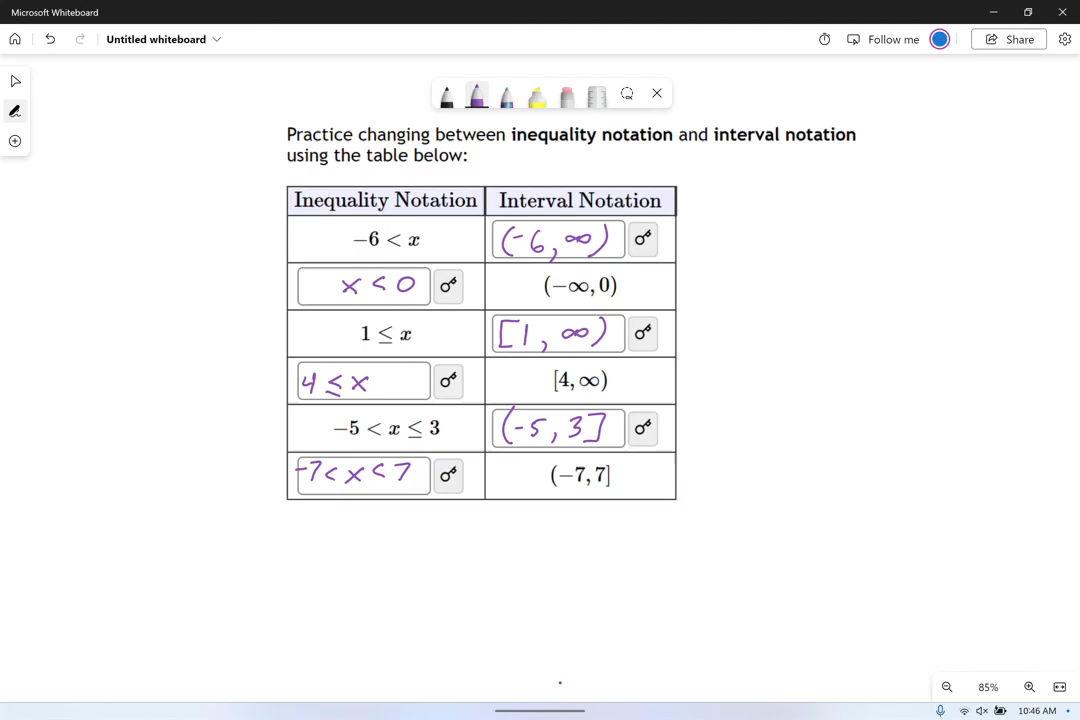 Microsoft Whiteboard
Untitled whiteboard
Follow me
Share
Practice changing between inequality notation and interval notation
using the table below:
Inequality Notation Interval Notation
−6 < x (-6, ∞)
x < 0 (−∞, 0)
1 ≤ x [1, ∞)
4 ≤ x [4, ∞)
−5 < x ≤ 3 (-5, 3]
-7 < x < 7 (−7, 7]
85%
10:46 AM